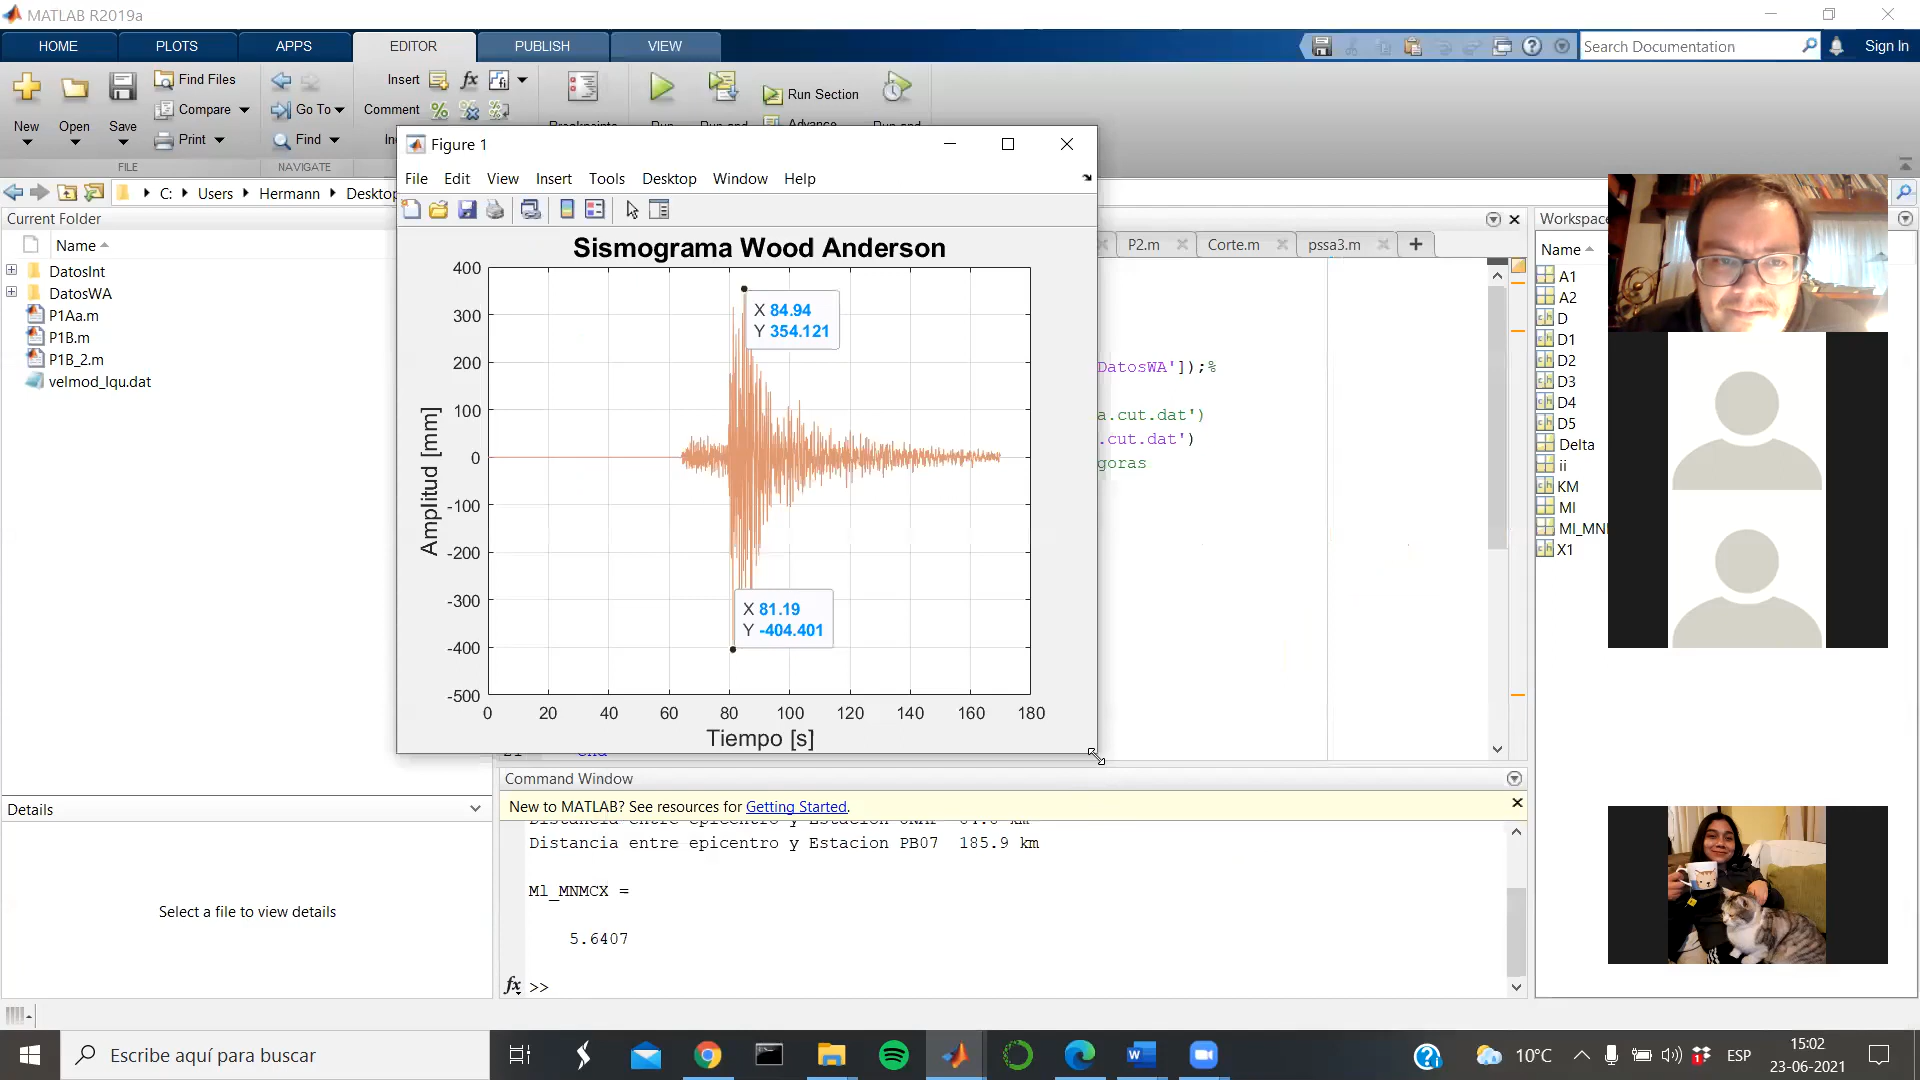 MATLAB R2019a
HOME PLOTS APPS EDITOR PUBLISH VIEW
Search Documentation
Sign In
New Open Save
Find Files
Compare
Print
FILE
Go To
Find
NAVIGATE
Insert
Comment
Run Section
C: Users Hermann
Current Folder
Name
DatosInt
DatosWA
P1Aa.m
P1B.m
P1B_2.m
velmod_Iqu.dat
Details
Select a file to view details
Figure 1
File Edit View Insert Tools Desktop Window Help
Sismograma Wood Anderson
400
300
200
100
0
-100
-200
-300
-400
-500
Amplitud [mm]
X 84.94
Y 354.121
X 81.19
Y -404.401
0 20 40 60 80 100 120 140 160 180
Tiempo [s]
P2.m Corte.m pssa3.m
DatosWA']);%
a.cut.dat')
.cut.dat')
goras
Command Window
New to MATLAB? See resources for Getting Started.
Distancia entre epicentro y Estacion PB07 185.9 km
Ml_MNMCX =
5.6407
fx >>
Workspace
Name
A1
A2
D
D1
D2
D3
D4
D5
Delta
ii
KM
Ml
X1
Escribe aquí para buscar
10°C
ESP
15:02
23-06-2021